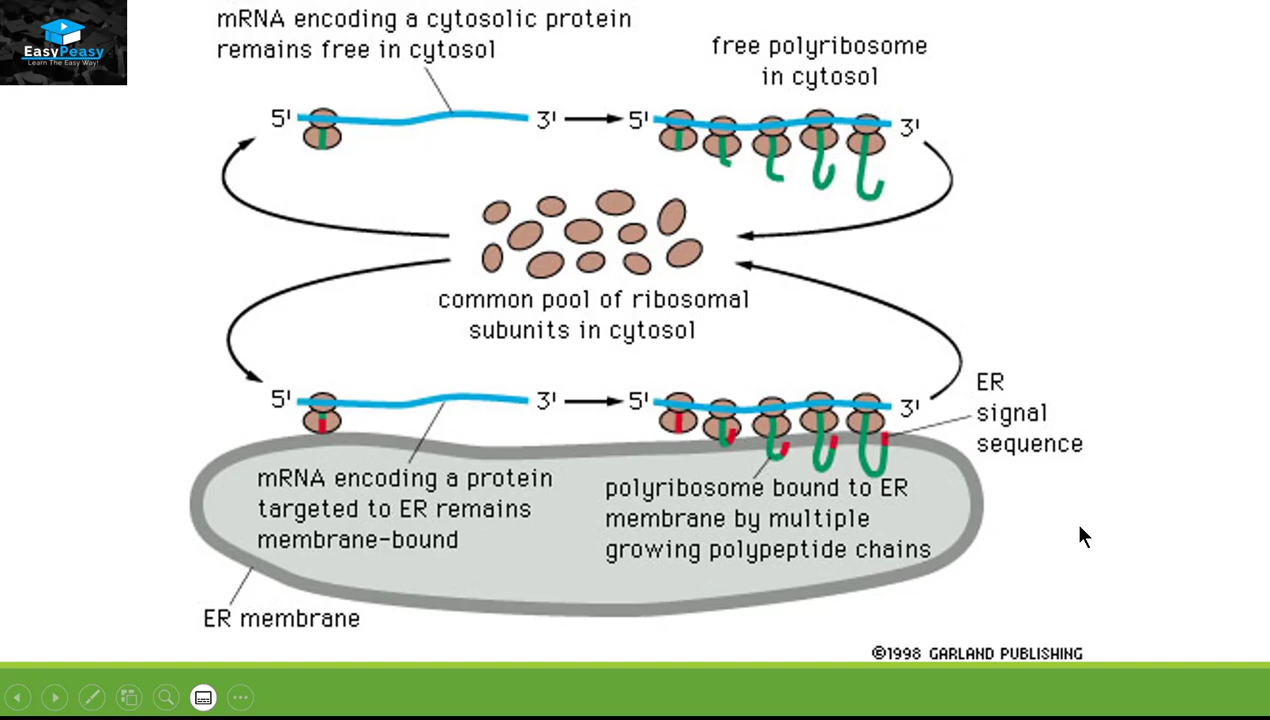 EasyPeasy
Learn The Easy Way!
mRNA encoding a cytosolic protein
remains free in cytosol
free polyribosome
in cytosol
5' 3' 5' 3'
common pool of ribosomal
subunits in cytosol
5' 3' 5' 3'
ER
signal
sequence
mRNA encoding a protein
targeted to ER remains
membrane-bound
polyribosome bound to ER
membrane by multiple
growing polypeptide chains
ER membrane
©1998 GARLAND PUBLISHING